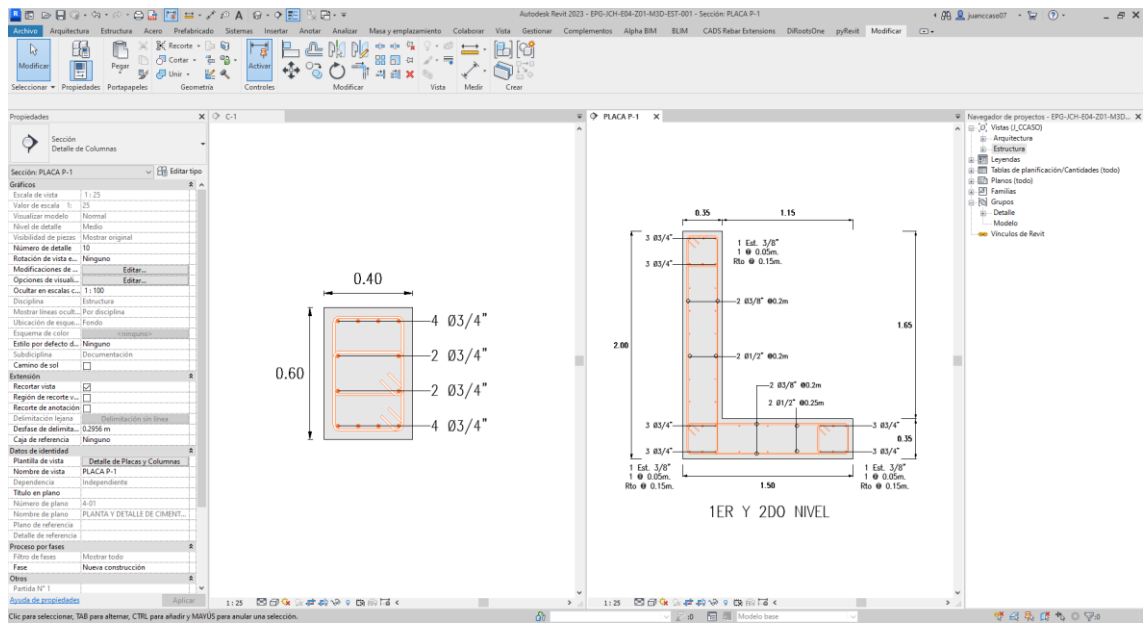 Autodesk Revit 2023 - EPG-JCH-E04-Z01-M3D-EST-001 - Sección: PLACA P-1
juanccaso07
Archivo Arquitectura Estructura Acero Prefabricado Sistemas Insertar Anotar Analizar Masa y emplazamiento Colaborar Vista Gestionar Complementos Alpha BIM BLIM CADS Rebar Extensions DiRootsOne pyRevit Modificar
Modificar
Pegar
Recorte
Cortar
Unir
Activar
Seleccionar Propiedades Portapapeles Geometría Controles Modificar Vista Medir Crear
Propiedades
Sección
Detalle de Columnas
Sección: PLACA P-1 Editar tipo
Gráficos
Escala de vista 1 : 25
Valor de escala 1: 25
Visualizar modelo Normal
Nivel de detalle Medio
Visibilidad de piezas Mostrar original
Número de detalle 10
Rotación de vista e... Ninguno
Modificaciones de ... Editar...
Opciones de visuali... Editar...
Ocultar en escalas c... 1 : 100
Disciplina Estructura
Mostrar líneas ocult... Por disciplina
Ubicación de esque... Fondo
Esquema de color <ninguno>
Estilo por defecto d... Ninguno
Subdiciplina Documentación
Camino de sol
Extensión
Recortar vista
Región de recorte v...
Recorte de anotación
Delimitación lejana Delimitación sin línea
Desfase de delimita... 0.2956 m
Caja de referencia Ninguno
Datos de identidad
Plantilla de vista Detalle de Placas y Columnas
Nombre de vista PLACA P-1
Dependencia Independiente
Título en plano
Número de plano 4-01
Nombre de plano PLANTA Y DETALLE DE CIMENT...
Plano de referencia
Detalle de referencia
Proceso por fases
Filtro de fases Mostrar todo
Fase Nueva construcción
Otros
Partida N° 1
Ayuda de propiedades Aplicar
C-1
0.40
0.60
4 Ø3/4"
2 Ø3/4"
2 Ø3/4"
4 Ø3/4"
1 : 25
PLACA P-1
0.35 1.15
3 Ø3/4"
1 Est. 3/8"
1 @ 0.05m.
Rto @ 0.15m.
3 Ø3/4"
2 Ø3/8" @0.2m
1.65
2.00
2 Ø1/2" @0.2m
2 Ø3/8" @0.2m
2 Ø1/2" @0.25m
3 Ø3/4" 3 Ø3/4"
0.35
3 Ø3/4" 3 Ø3/4"
1 Est. 3/8"
1 @ 0.05m.
Rto @ 0.15m.
1.50
1 Est. 3/8"
1 @ 0.05m.
Rto @ 0.15m.
1ER Y 2DO NIVEL
1 : 25
Navegador de proyectos - EPG-JCH-E04-Z01-M3D...
Vistas (J_CCASO)
Arquitectura
Estructura
Leyendas
Tablas de planificación/Cantidades (todo)
Planos (todo)
Familias
Grupos
Detalle
Modelo
Vínculos de Revit
Clic para seleccionar, TAB para alternar, CTRL para añadir y MAYÚS para anular una selección.
:0 Modelo base
:0